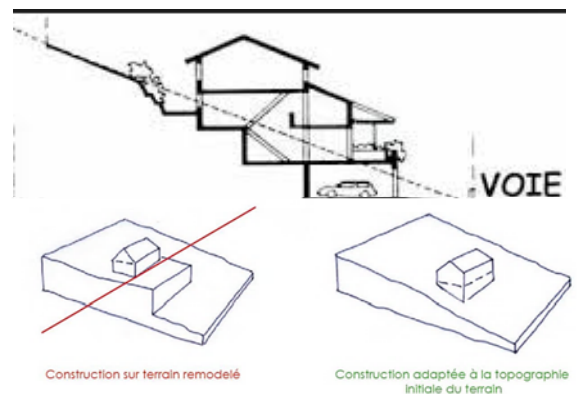 VOIE
Construction sur terrain remodelé
Construction adaptée à la topographie
initiale du terrain